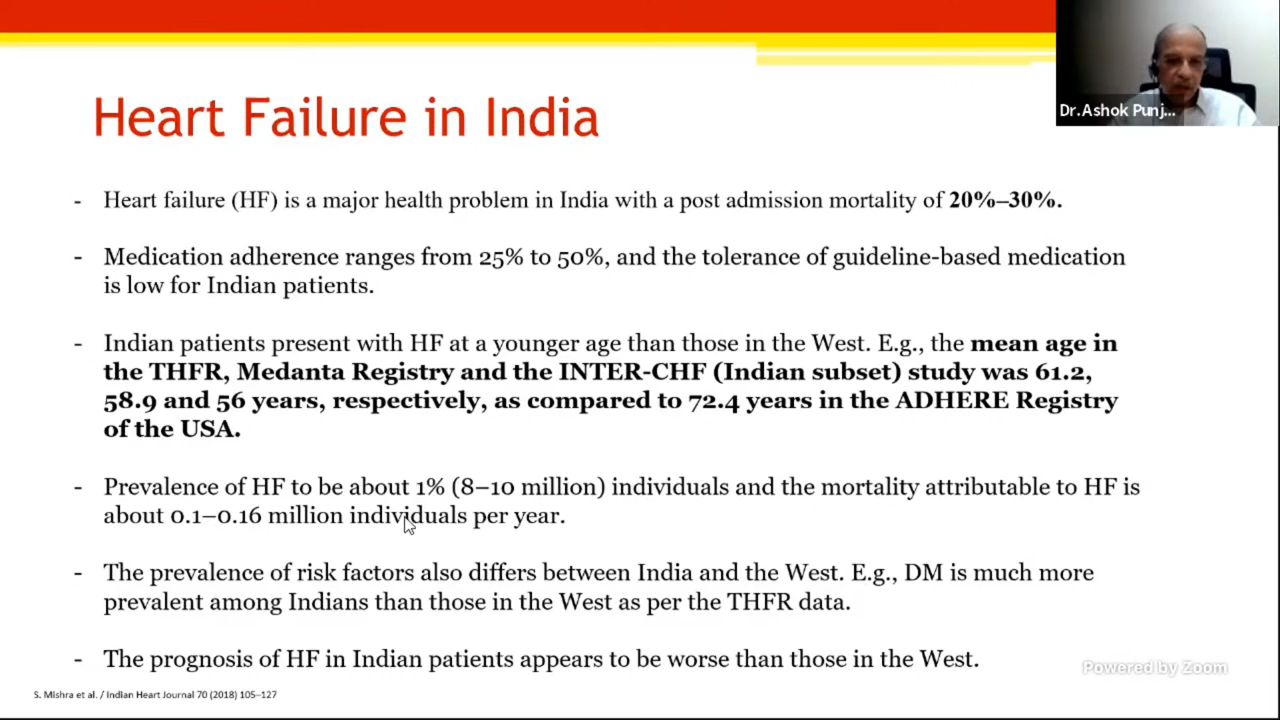 Dr.Ashok Punj...
Heart Failure in India
- Heart failure (HF) is a major health problem in India with a post admission mortality of 20%–30%.
- Medication adherence ranges from 25% to 50%, and the tolerance of guideline-based medication
is low for Indian patients.
- Indian patients present with HF at a younger age than those in the West. E.g., the mean age in
the THFR, Medanta Registry and the INTER-CHF (Indian subset) study was 61.2,
58.9 and 56 years, respectively, as compared to 72.4 years in the ADHERE Registry
of the USA.
- Prevalence of HF to be about 1% (8–10 million) individuals and the mortality attributable to HF is
about 0.1–0.16 million individuals per year.
- The prevalence of risk factors also differs between India and the West. E.g., DM is much more
prevalent among Indians than those in the West as per the THFR data.
- The prognosis of HF in Indian patients appears to be worse than those in the West.
Powered by Zoom
S. Mishra et al. / Indian Heart Journal 70 (2018) 105–127